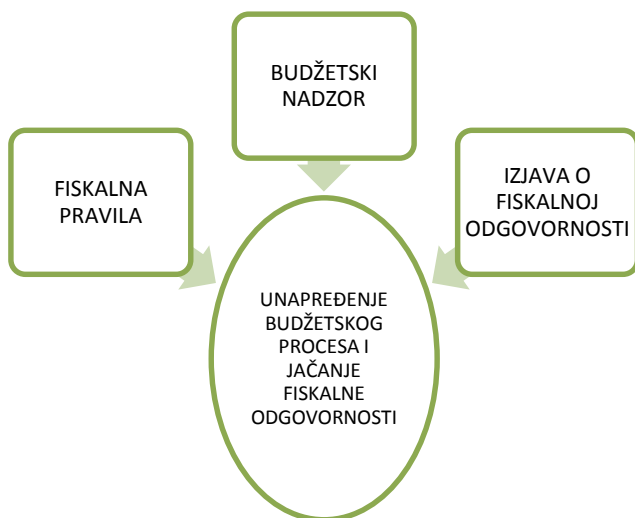 BUDŽETSKI
NADZOR
FISKALNA
PRAVILA
IZJAVA O
FISKALNOJ
ODGOVORNOSTI
UNAPREĐENJE
BUDŽETSKOG
PROCESA I
JAČANJE
FISKALNE
ODGOVORNOSTI